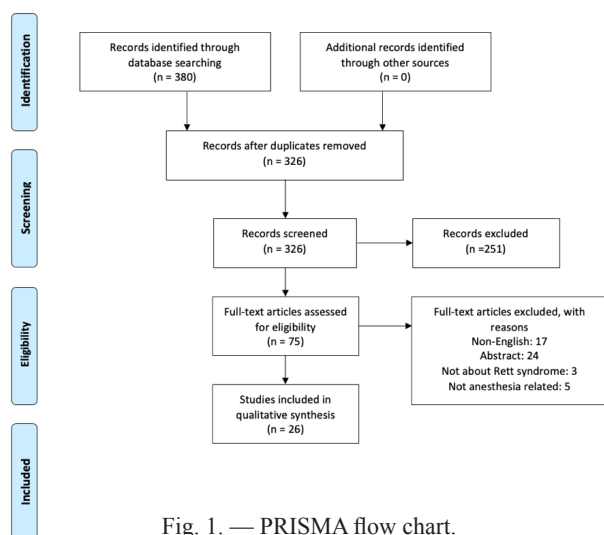 Identification
Records identified through
database searching
(n = 380)
Additional records identified
through other sources
(n = 0)
Records after duplicates removed
(n = 326)
Screening
Records screened
(n = 326)
Records excluded
(n =251)
Eligibility
Full-text articles assessed
for eligibility
(n = 75)
Full-text articles excluded, with
reasons
Non-English: 17
Abstract: 24
Not about Rett syndrome: 3
Not anesthesia related: 5
Included
Studies included in
qualitative synthesis
(n = 26)
Fig. 1. — PRISMA flow chart.